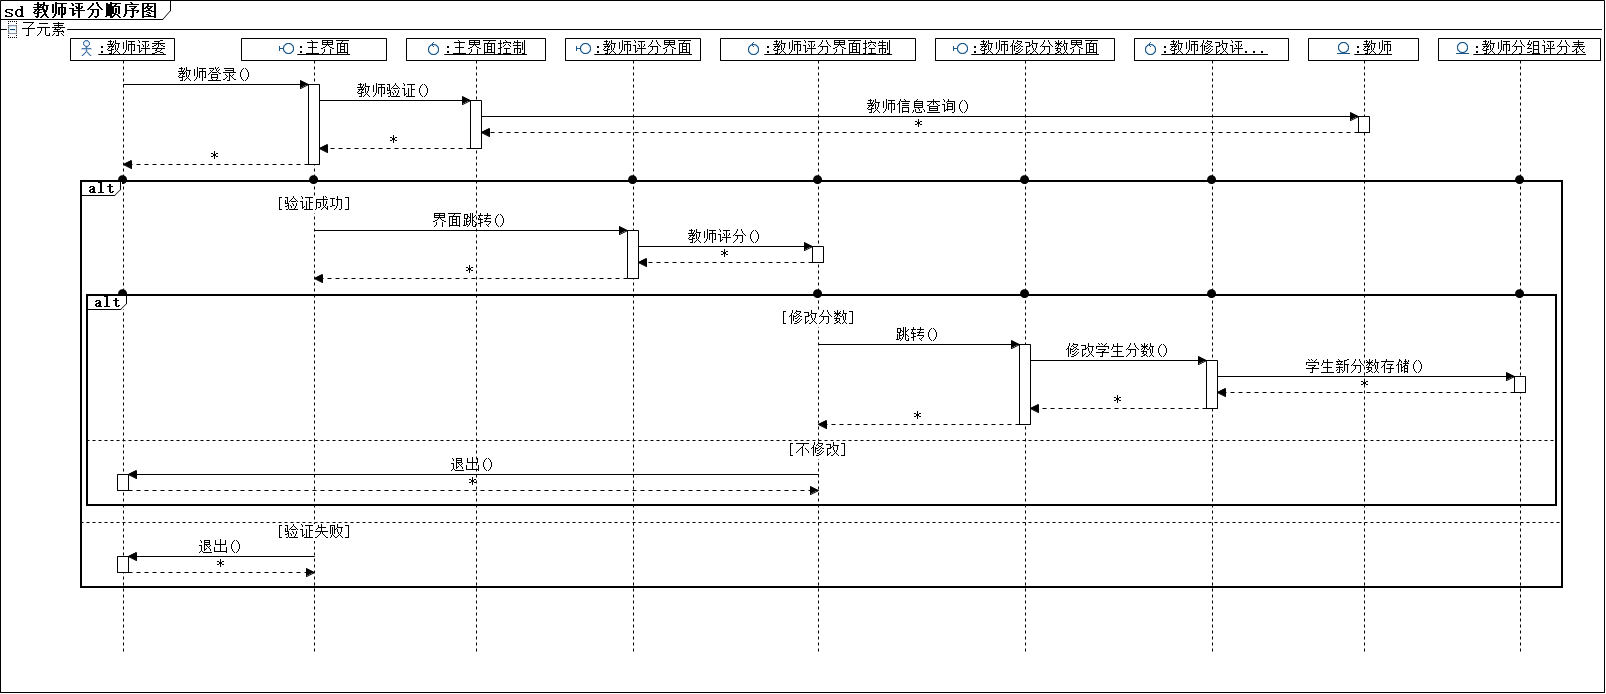 sd 教师评分顺序图
子元素
:教师评委
:主界面
:主界面控制
:教师评分界面
:教师评分界面控制
:教师修改分数界面
:教师修改评...
:教师
:教师分组评分表
教师登录()
教师验证()
教师信息查询()
*
*
*
alt
[验证成功]
界面跳转()
教师评分()
*
*
alt
[修改分数]
跳转()
修改学生分数()
学生新分数存储()
*
*
*
[不修改]
退出()
*
[验证失败]
退出()
*